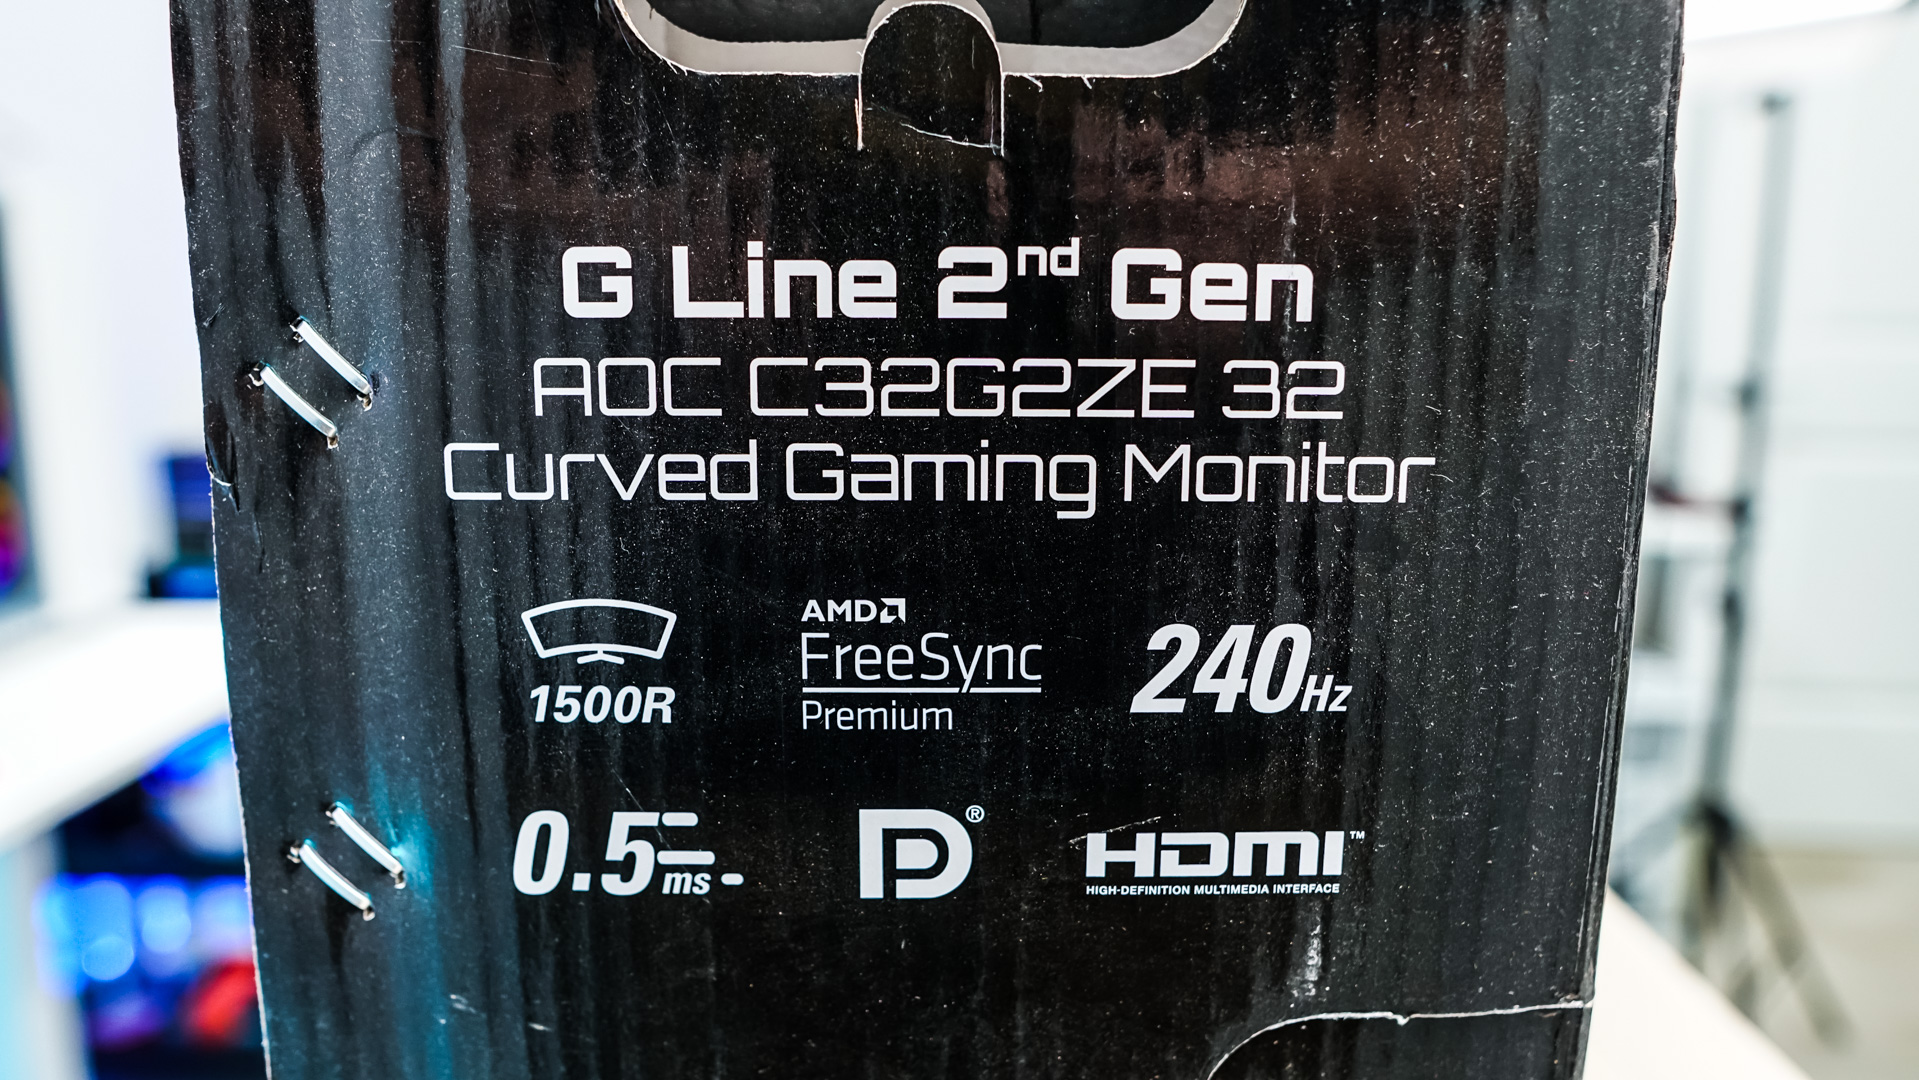 G Line 2nd Gen
AOC C32G2ZE 32
Curved Gaming Monitor
1500R
AMD
FreeSync
Premium
240Hz
0.5ms
DP®
HDMI™
HIGH-DEFINITION MULTIMEDIA INTERFACE